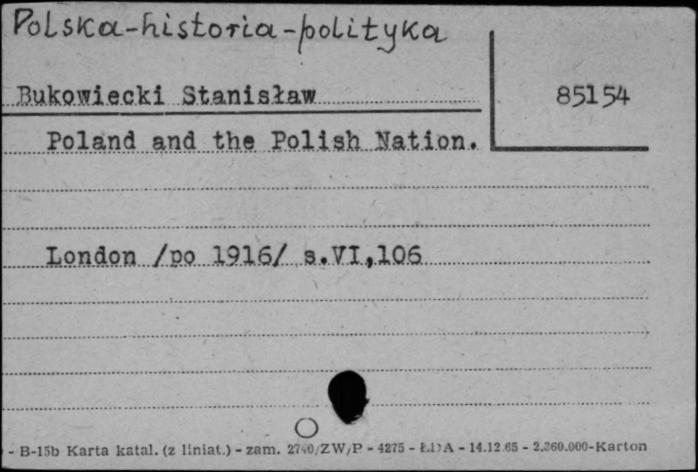 Polska-historia-polityka
Bukowiecki Stanisław
85154
Poland and the Polish Nation.
London /po 1916/ s.VI,106
- B-15b Karta katal. (z liniat.) - zam. 2740/ZW/P - 4275 - ŁDA - 14.12.65 - 2.360.000-Karton